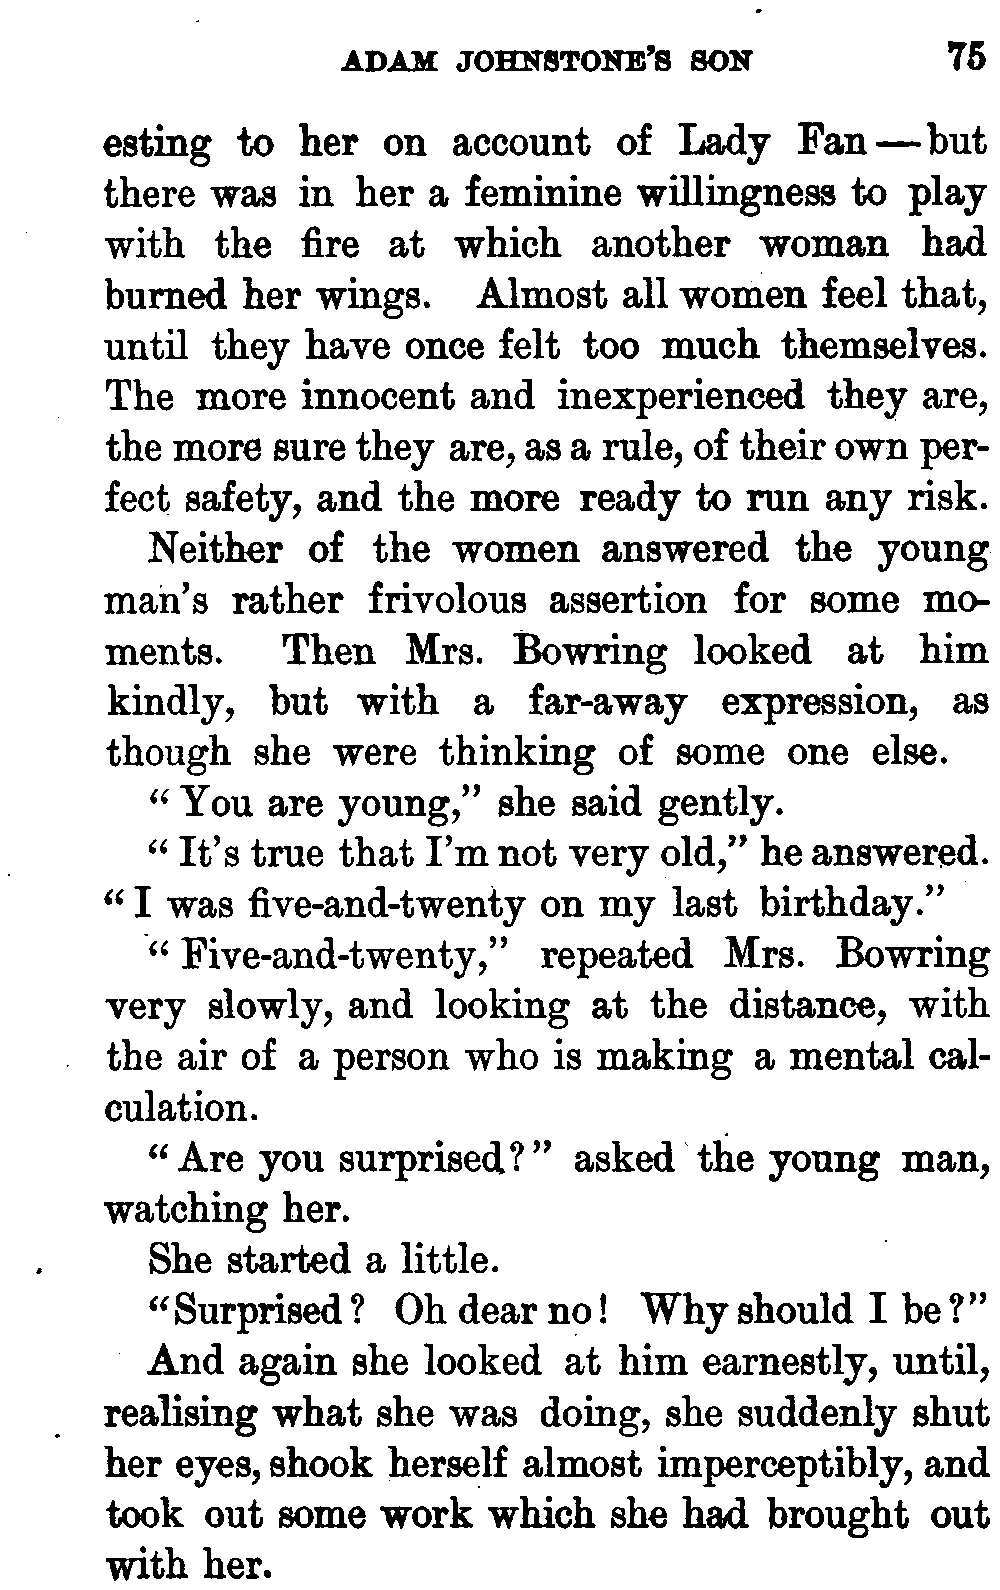 ADAM JOHNSTONE'S SON 75
esting to her on account of Lady Fan — but
there was in her a feminine willingness to play
with the fire at which another woman had
burned her wings. Almost all women feel that,
until they have once felt too much themselves.
The more innocent and inexperienced they are,
the more sure they are, as a rule, of their own per-
fect safety, and the more ready to run any risk.
Neither of the women answered the young
man's rather frivolous assertion for some mo-
ments. Then Mrs. Bowring looked at him
kindly, but with a far-away expression, as
though she were thinking of some one else.
“ You are young,” she said gently.
“ It's true that I'm not very old,” he answered.
“ I was five-and-twenty on my last birthday.”
“ Five-and-twenty,” repeated Mrs. Bowring
very slowly, and looking at the distance, with
the air of a person who is making a mental cal-
culation.
“ Are you surprised? ” asked the young man,
watching her.
She started a little.
“Surprised? Oh dear no! Why should I be?”
And again she looked at him earnestly, until,
realising what she was doing, she suddenly shut
her eyes, shook herself almost imperceptibly, and
took out some work which she had brought out
with her.